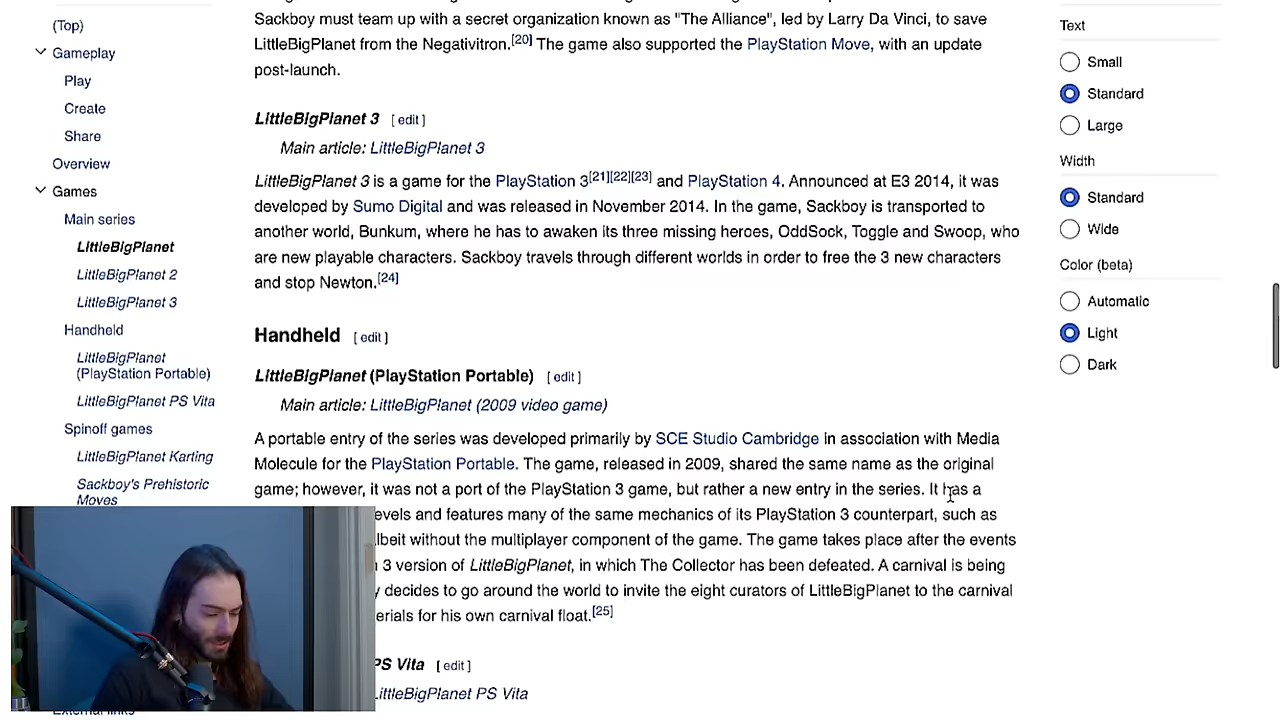 (Top)
Gameplay
Play
Create
Share
Overview
Games
Main series
LittleBigPlanet
LittleBigPlanet 2
LittleBigPlanet 3
Handheld
LittleBigPlanet
(PlayStation Portable)
LittleBigPlanet PS Vita
Spinoff games
LittleBigPlanet Karting
Sackboy's Prehistoric
Moves
External links
Sackboy must team up with a secret organization known as "The Alliance", led by Larry Da Vinci, to save
LittleBigPlanet from the Negativitron.[20] The game also supported the PlayStation Move, with an update
post-launch.
LittleBigPlanet 3 [ edit ]
Main article: LittleBigPlanet 3
LittleBigPlanet 3 is a game for the PlayStation 3[21][22][23] and PlayStation 4. Announced at E3 2014, it was
developed by Sumo Digital and was released in November 2014. In the game, Sackboy is transported to
another world, Bunkum, where he has to awaken its three missing heroes, OddSock, Toggle and Swoop, who
are new playable characters. Sackboy travels through different worlds in order to free the 3 new characters
and stop Newton.[24]
Handheld [ edit ]
LittleBigPlanet (PlayStation Portable) [ edit ]
Main article: LittleBigPlanet (2009 video game)
A portable entry of the series was developed primarily by SCE Studio Cambridge in association with Media
Molecule for the PlayStation Portable. The game, released in 2009, shared the same name as the original
game; however, it was not a port of the PlayStation 3 game, but rather a new entry in the series. It has a
evels and features many of the same mechanics of its PlayStation 3 counterpart, such as
lbeit without the multiplayer component of the game. The game takes place after the events
3 version of LittleBigPlanet, in which The Collector has been defeated. A carnival is being
y decides to go around the world to invite the eight curators of LittleBigPlanet to the carnival
erials for his own carnival float.[25]
PS Vita [ edit ]
LittleBigPlanet PS Vita
Text
Small
Standard
Large
Width
Standard
Wide
Color (beta)
Automatic
Light
Dark